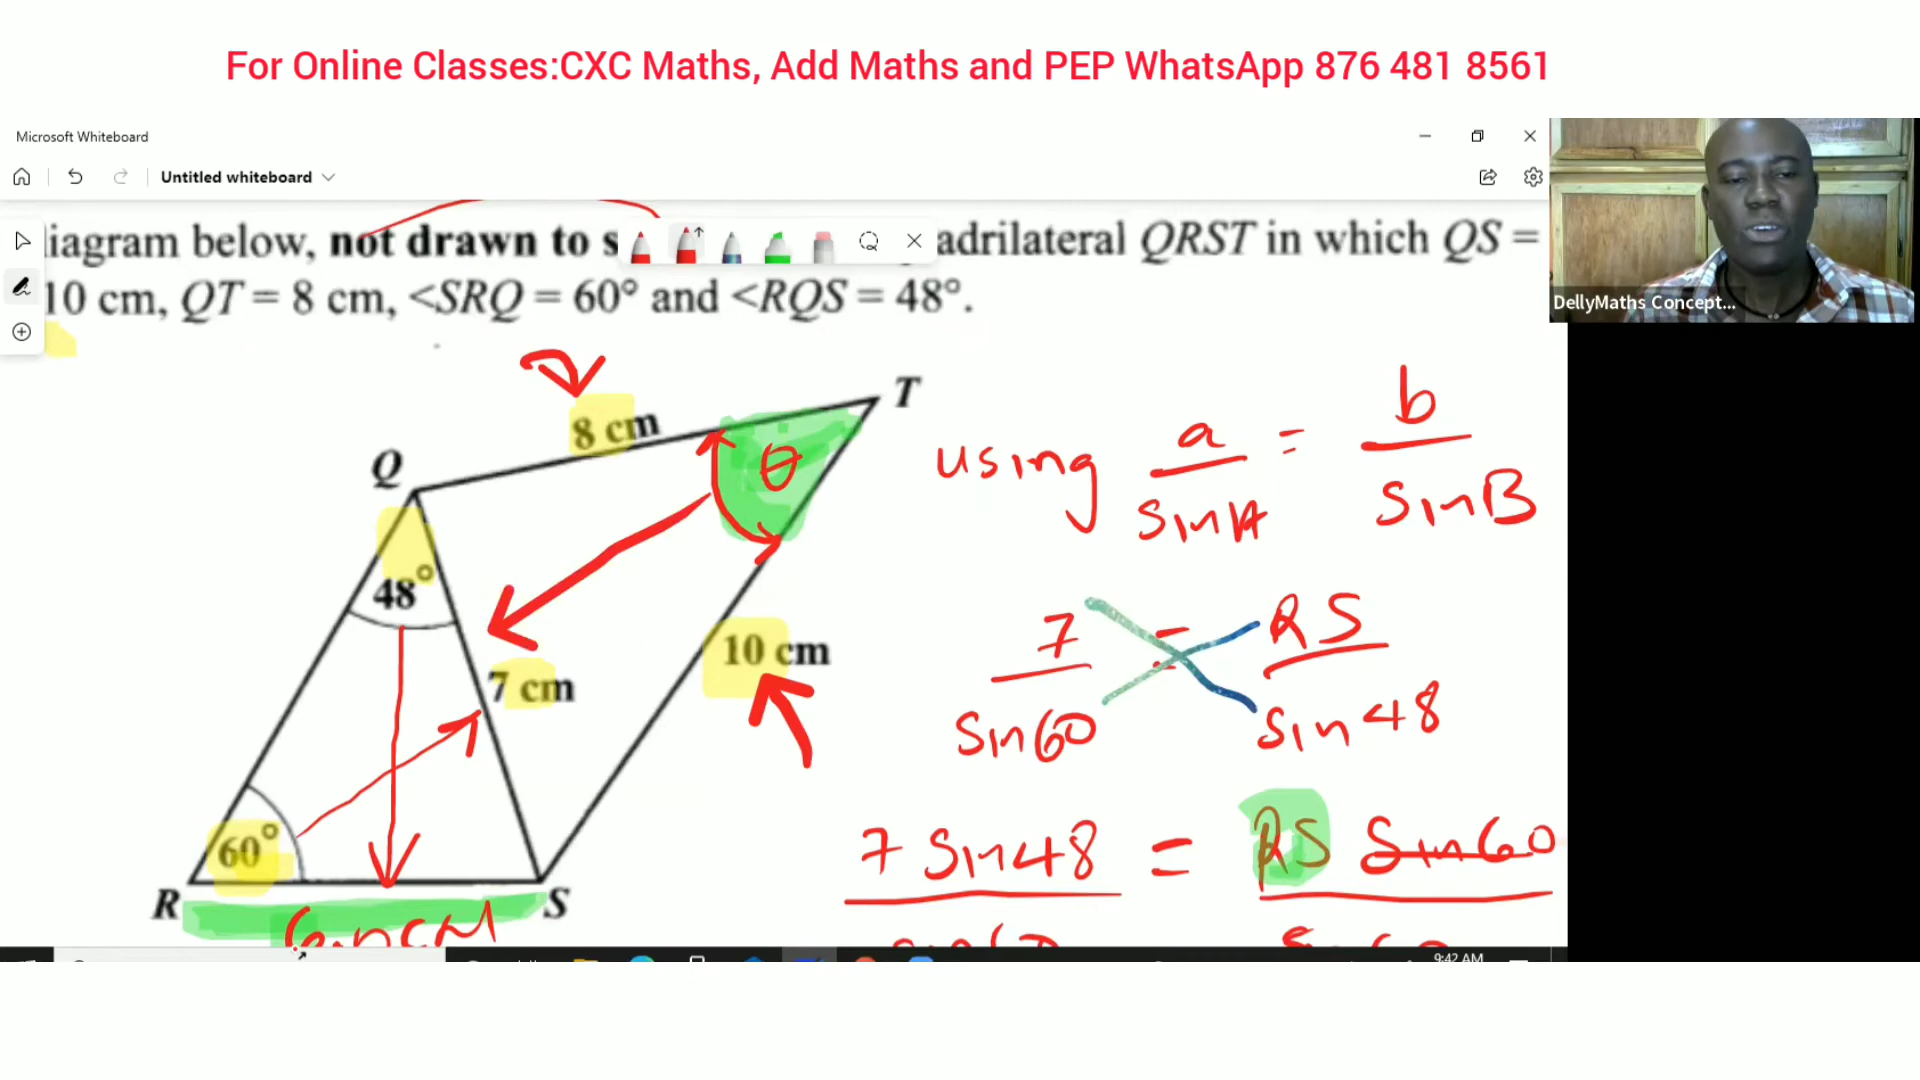 For Online Classes:CXC Maths, Add Maths and PEP WhatsApp 876 481 8561
Microsoft Whiteboard
Untitled whiteboard
iagram below, not drawn to s adrilateral QRST in which QS =
10 cm, QT = 8 cm, <SRQ = 60° and <RQS = 48°.
DellyMaths Concept...
T
8 cm
Q
θ
48°
10 cm
7 cm
60°
R
S
using a/sinA = b/sinB
7/sin60 = RS/sin48
7 sin48 = RS sin60
9:42 AM